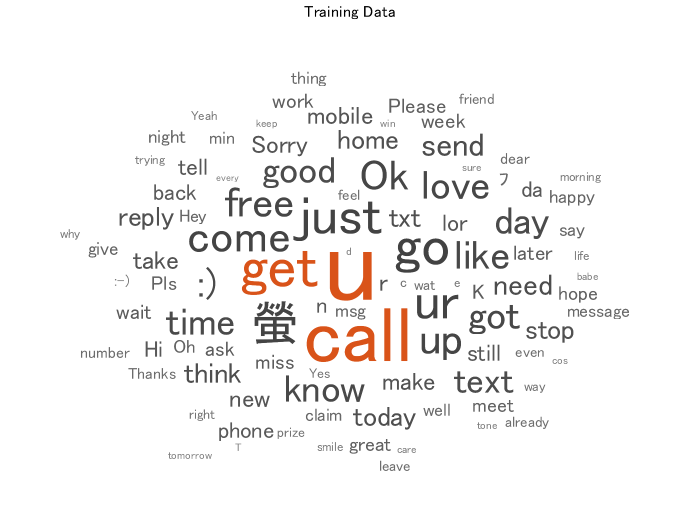 Training Data
thing
work
mobile
Please
friend
Yeah
keep
win
week
night
min
Sorry
home
send
trying
tell
every
good
Ok
love
sure
dear
フ
morning
back
feel
da
happy
reply
Hey
free
just
txt
lor
day
say
why
give
come
go
like
later
life
take
:-)
Pls
:)
get
d
u
r
c
wat
e
K
need
babe
hope
message
wait
time
螢
n
msg
call
ur
up
got
stop
number
Hi
Oh
ask
miss
still
even
cos
Thanks
think
Yes
know
make
text
way
new
claim
today
well
meet
right
phone
prize
tone
already
T
smile
great
care
tomorrow
leave